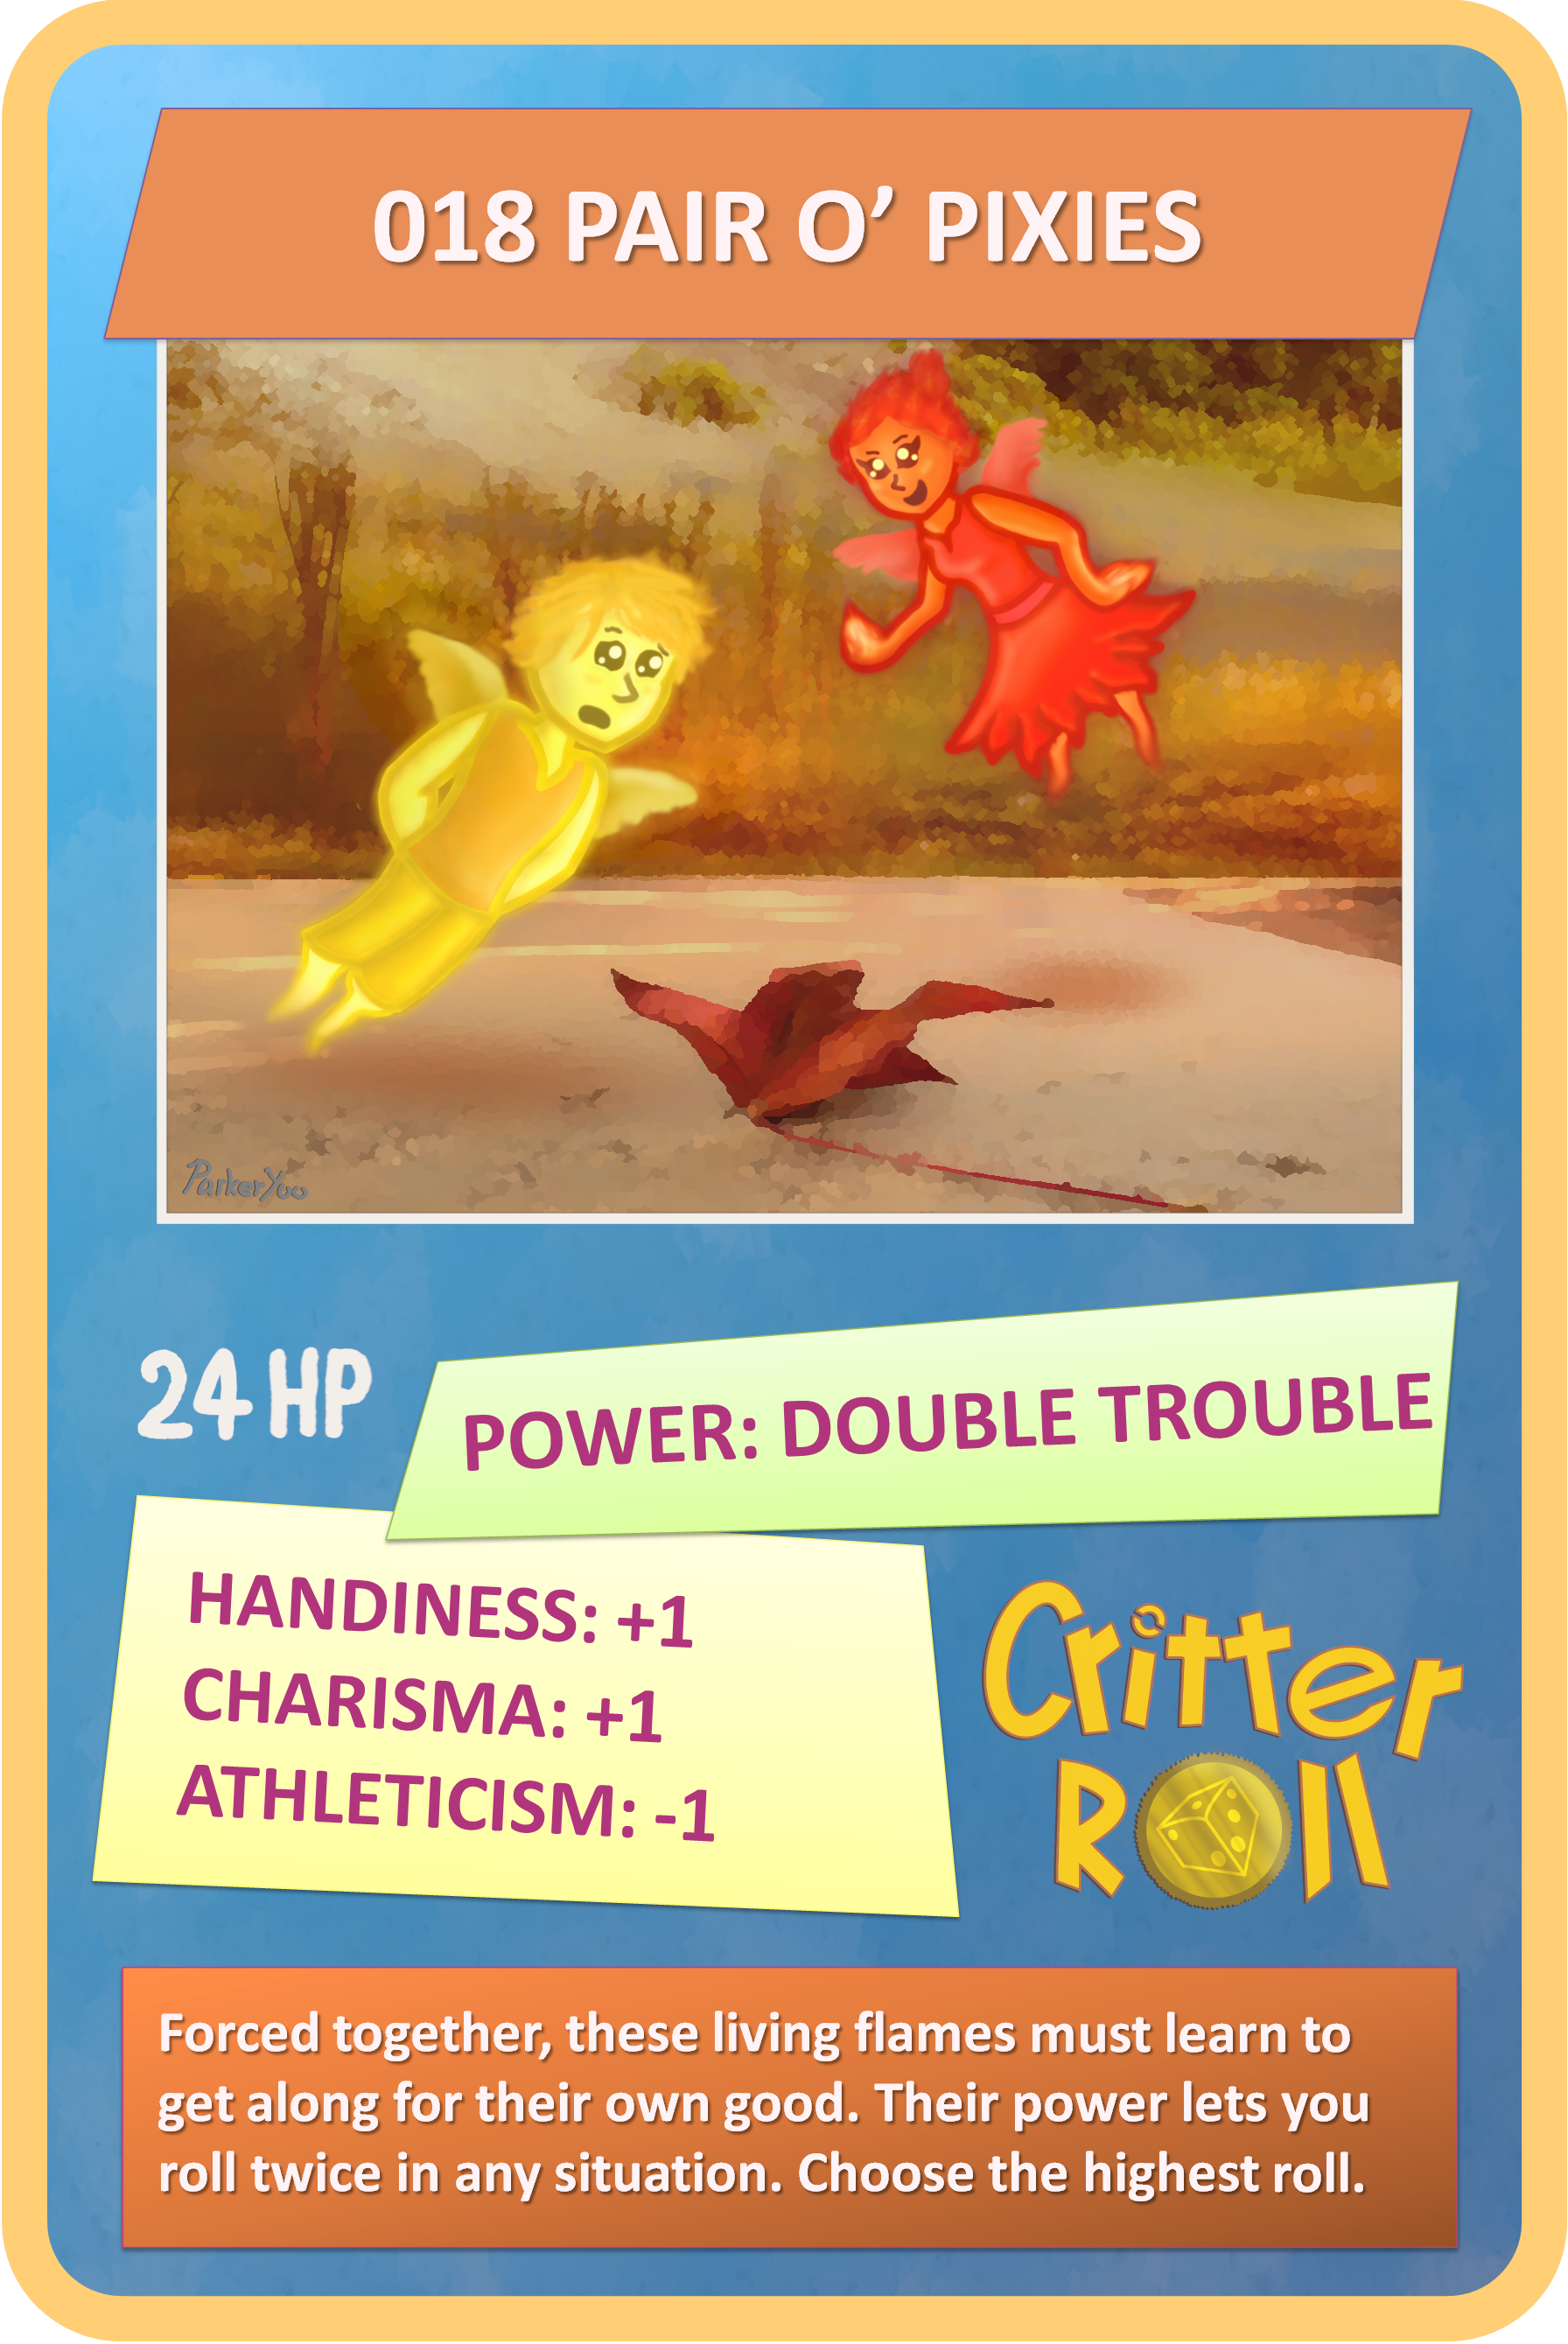 018 PAIR O’ PIXIES
ParkerYoo
24 HP
POWER: DOUBLE TROUBLE
HANDINESS: +1
CHARISMA: +1
ATHLETICISM: -1
Critter
Roll
Forced together, these living flames must learn to
get along for their own good. Their power lets you
roll twice in any situation. Choose the highest roll.